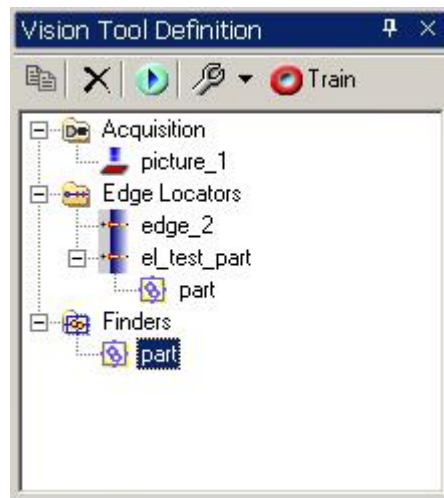 Vision Tool Definition
Train
Acquisition
picture_1
Edge Locators
edge_2
el_test_part
part
Finders
part